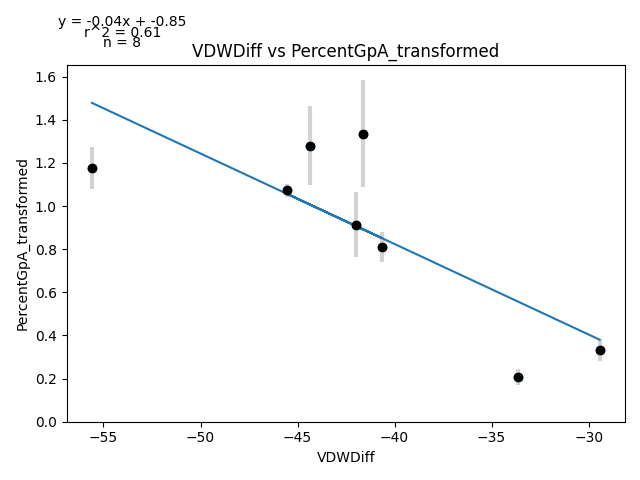 y = -0.04x + -0.85
r^2 = 0.61
n = 8
VDWDiff vs PercentGpA_transformed
1.6
1.4
1.2
1.0
0.8
0.6
0.4
0.2
0.0
PercentGpA_transformed
−55
−50
−45
−40
−35
−30
VDWDiff